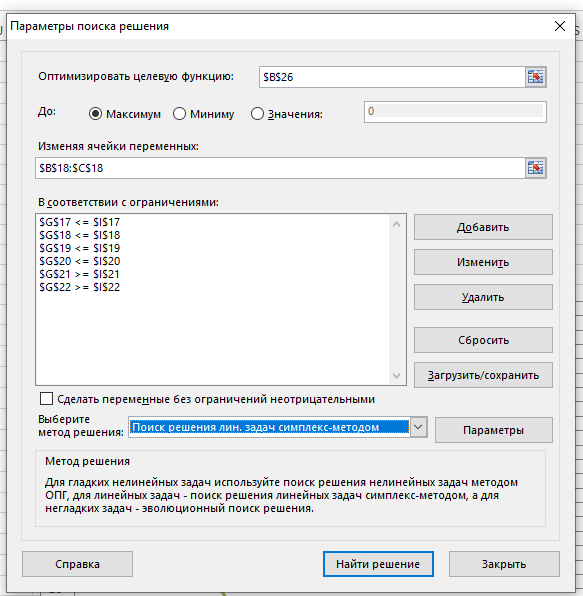 Параметры поиска решения
Оптимизировать целевую функцию:
$B$26
До:
Максимум
Миниму
Значения:
0
Изменяя ячейки переменных:
$B$18:$C$18
В соответствии с ограничениями:
$G$17 <= $I$17
$G$18 <= $I$18
$G$19 <= $I$19
$G$20 <= $I$20
$G$21 >= $I$21
$G$22 >= $I$22
Добавить
Изменить
Удалить
Сбросить
Загрузить/сохранить
Сделать переменные без ограничений неотрицательными
Выберите
метод решения:
Поиск решения лин. задач симплекс-методом
Параметры
Метод решения
Для гладких нелинейных задач используйте поиск решения нелинейных задач методом
ОПГ, для линейных задач - поиск решения линейных задач симплекс-методом, а для
негладких задач - эволюционный поиск решения.
Справка
Найти решение
Закрыть